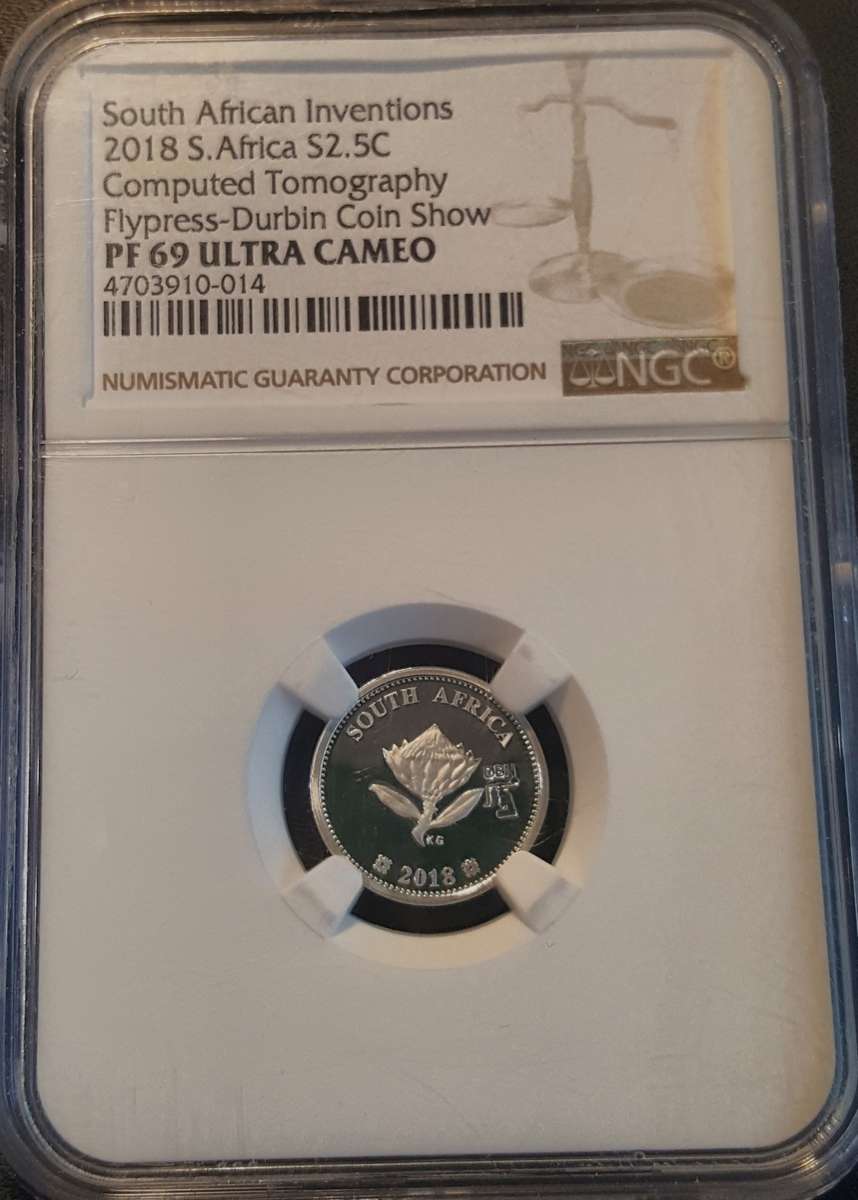 South African Inventions
2018 S.Africa S2.5C
Computed Tomography
Flypress-Durbin Coin Show
PF 69 ULTRA CAMEO
4703910-014
NUMISMATIC GUARANTY CORPORATION
NGC®
SOUTH AFRICA
KG
2018